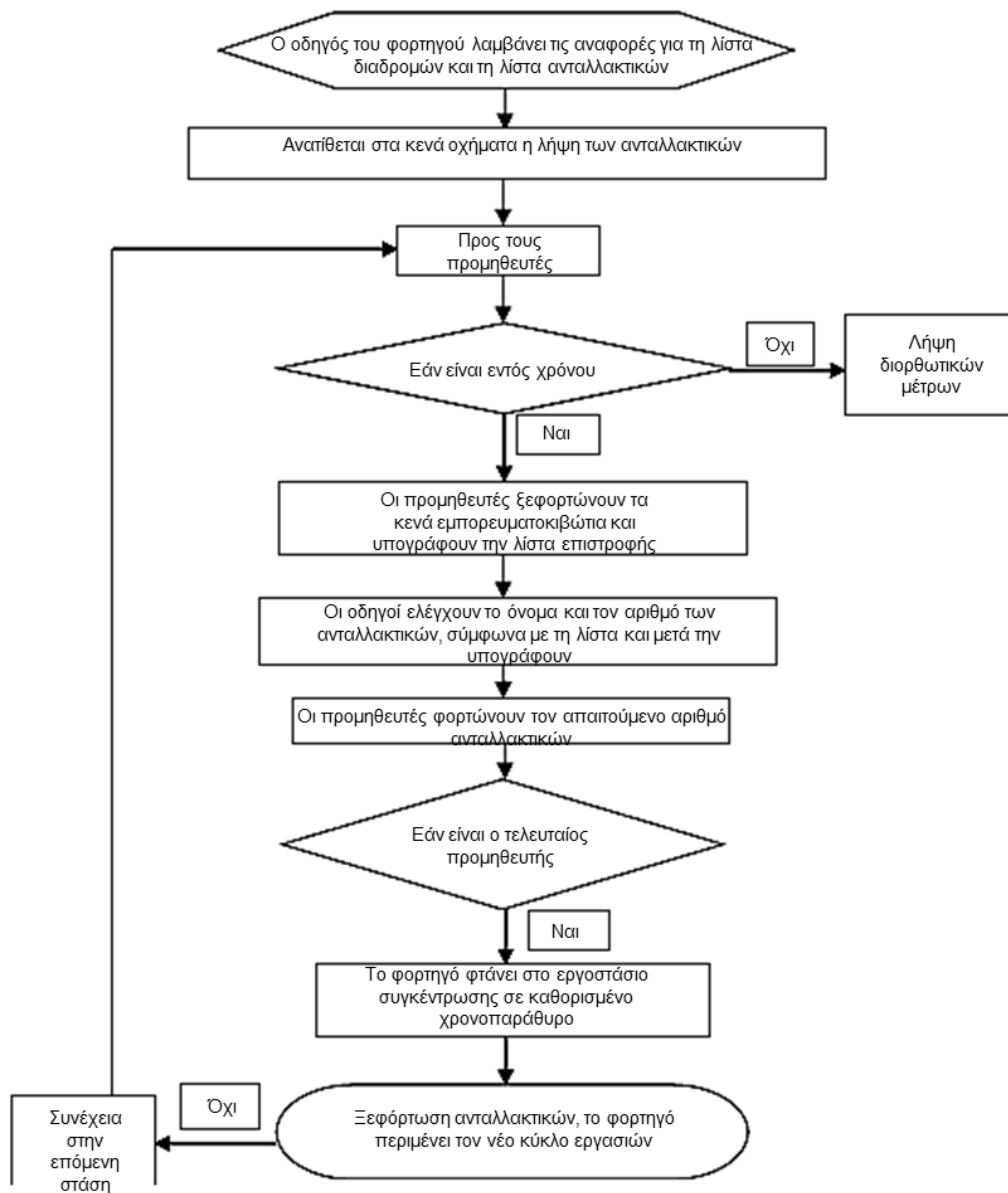 Ο οδηγός του φορτηγού λαμβάνει τις αναφορές για τη λίστα
διαδρομών και τη λίστα ανταλλακτικών
Ανατίθεται στα κενά οχήματα η λήψη των ανταλλακτικών
Προς τους
προμηθευτές
Εάν είναι εντός χρόνου
Όχι
Λήψη
διορθωτικών
μέτρων
Ναι
Οι προμηθευτές ξεφορτώνουν τα
κενά εμπορευματοκιβώτια και
υπογράφουν την λίστα επιστροφής
Οι οδηγοί ελέγχουν το όνομα και τον αριθμό των
ανταλλακτικών, σύμφωνα με τη λίστα και μετά την
υπογράφουν
Οι προμηθευτές φορτώνουν τον απαιτούμενο αριθμό
ανταλλακτικών
Εάν είναι ο τελευταίος
προμηθευτής
Ναι
Το φορτηγό φτάνει στο εργοστάσιο
συγκέντρωσης σε καθορισμένο
χρονοπαράθυρο
Ξεφόρτωση ανταλλακτικών, το φορτηγό
περιμένει τον νέο κύκλο εργασιών
Όχι
Συνέχεια
στην
επόμενη
στάση